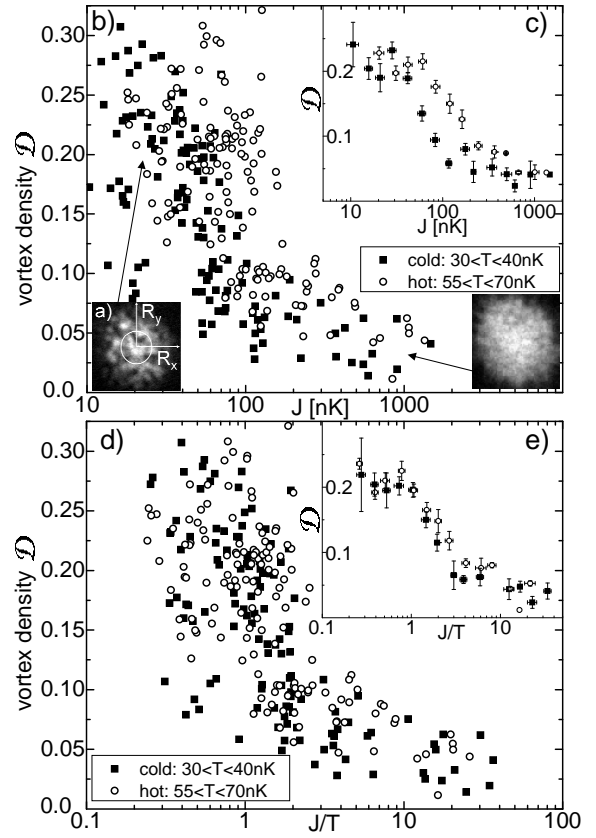 b)
c)
0.30
0.25
0.20
0.15
0.10
0.05
0.0
vortex density 𝒟
0.2
0.1
𝒟
10
100
1000
J [nK]
cold: 30<T<40nK
hot: 55<T<70nK
a)
R_y
R_x
10
100
1000
J [nK]
d)
e)
0.30
0.25
0.20
0.15
0.10
0.05
0.0
vortex density 𝒟
0.2
0.1
𝒟
0.1
1
10
J/T
cold: 30<T<40nK
hot: 55<T<70nK
0.1
1
10
100
J/T